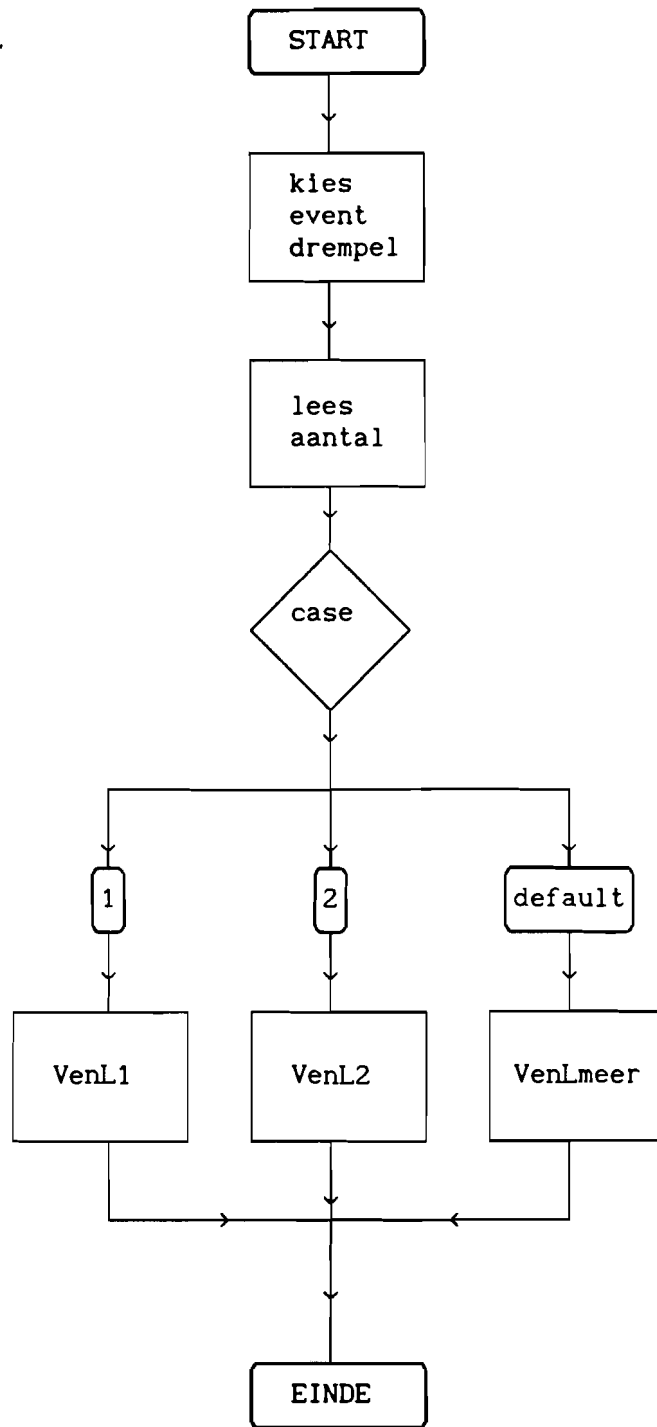 START
kies
event
drempel
lees
aantal
case
1
2
default
VenL1
VenL2
VenLmeer
EINDE